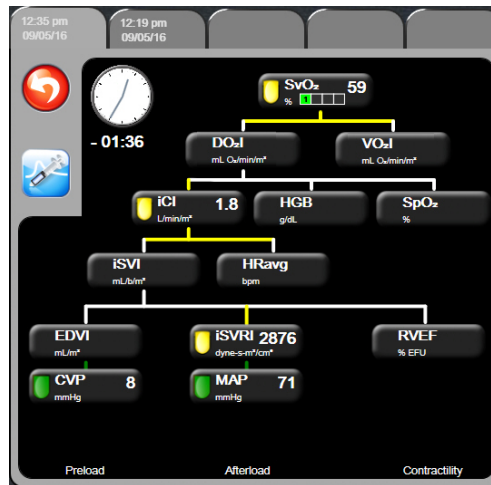 12:35 pm
09/05/16
12:19 pm
09/05/16
SvO₂ 59
% 1
- 01:36
DO₂I
mL O₂/min/m²
VO₂I
mL O₂/min/m²
iCI 1.8
L/min/m²
HGB
g/dL
SpO₂
%
iSVI
mL/b/m²
HRavg
bpm
EDVI
mL/m²
iSVRI 2876
dyne-s-m²/cm⁵
RVEF
% EFU
CVP 8
mmHg
MAP 71
mmHg
Preload
Afterload
Contractility